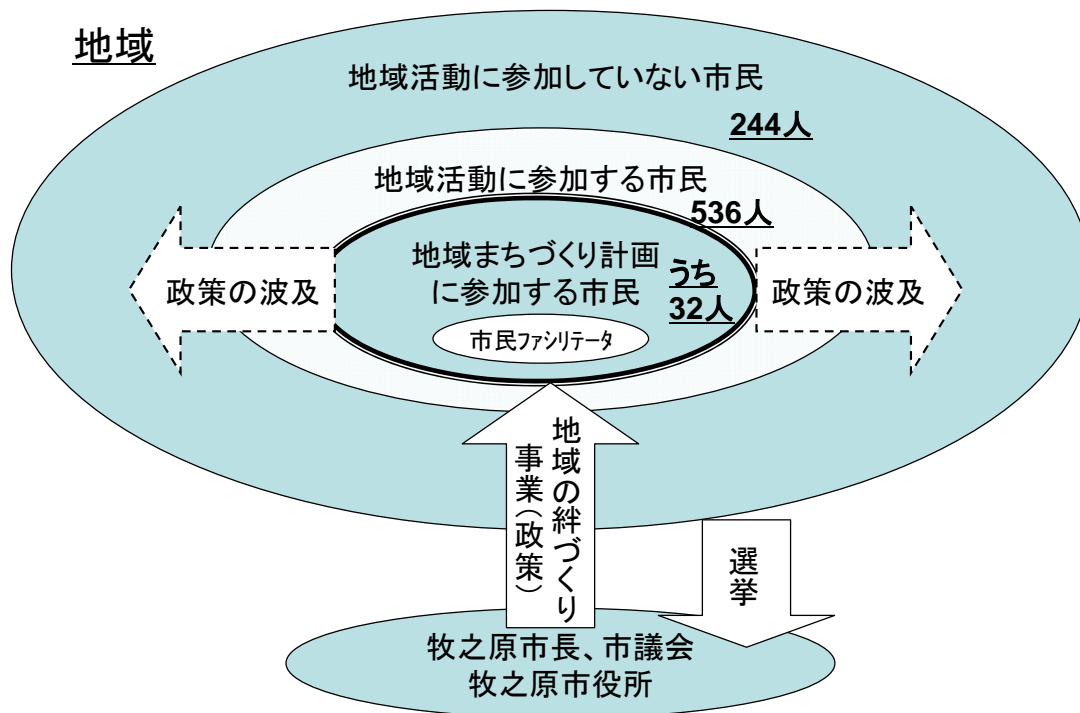 地域
地域活動に参加していない市民
244人
地域活動に参加する市民
536人
地域まちづくり計画
に参加する市民
うち
32人
市民ファシリテータ
政策の波及
政策の波及
地域の絆づくり
事業(政策)
選挙
牧之原市長、市議会
牧之原市役所